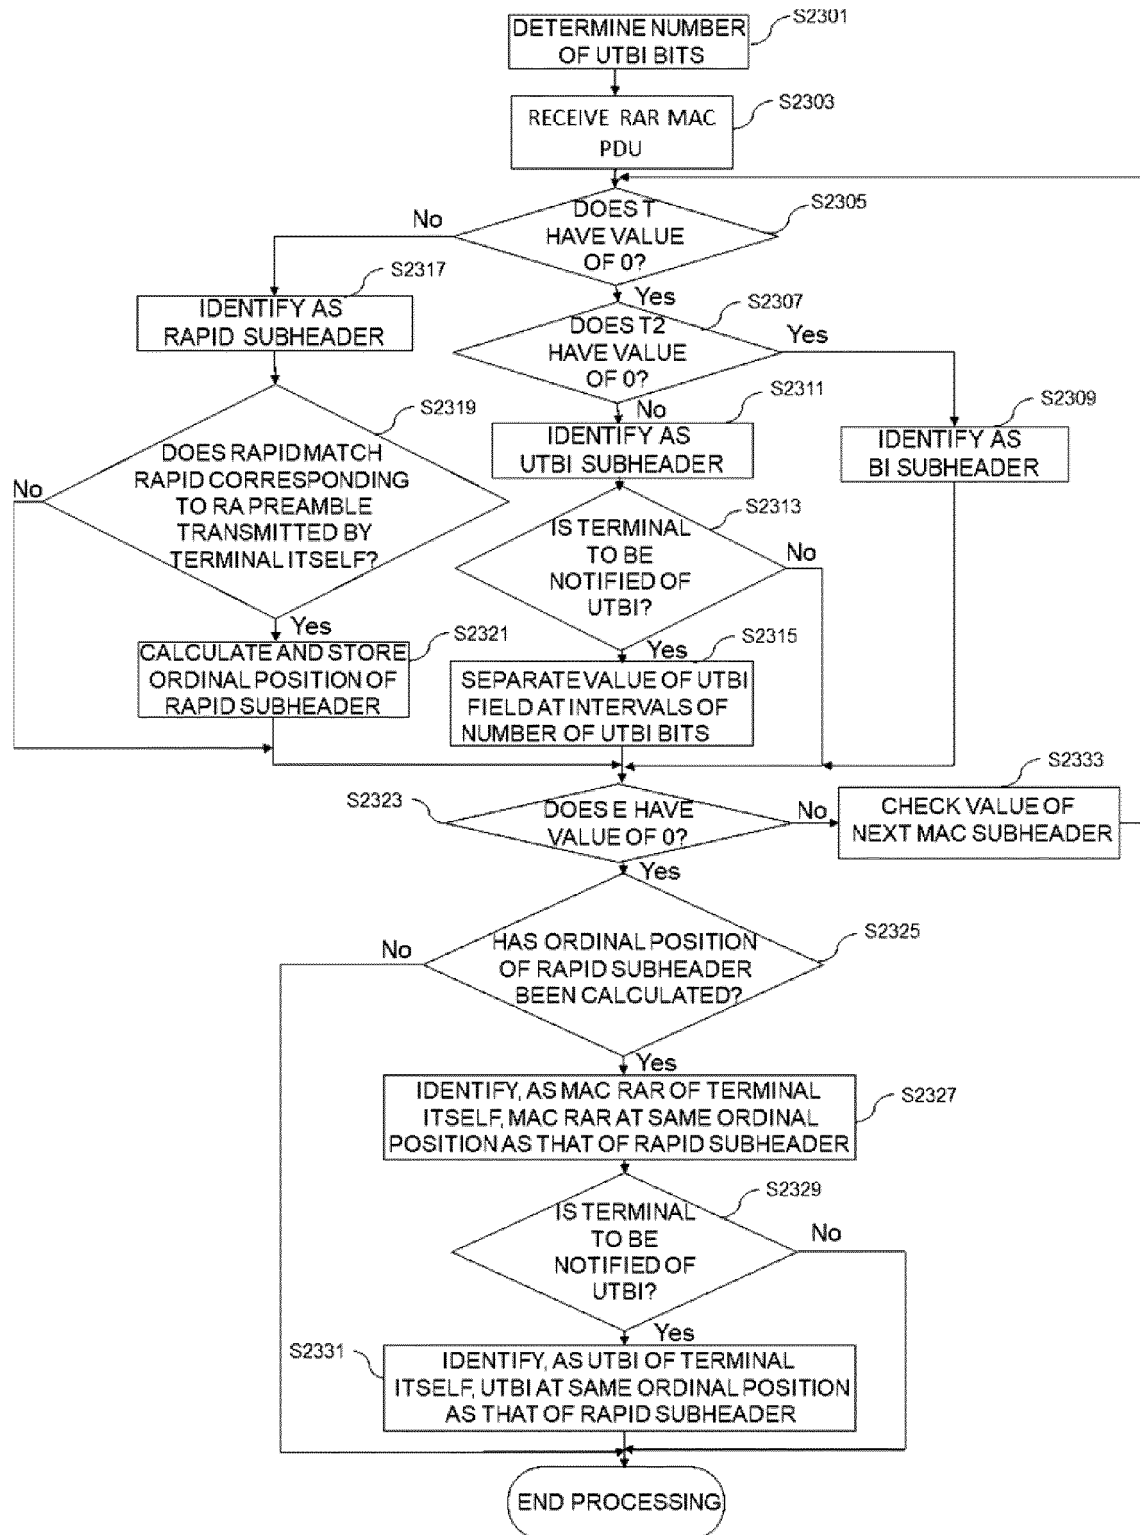 S2301
DETERMINE NUMBER
OF UTBI BITS
S2303
RECEIVE RAR MAC
PDU
S2305
No
DOES T
HAVE VALUE
OF 0?
S2317
Yes
S2307
IDENTIFY AS
RAPID SUBHEADER
DOES T2
HAVE VALUE
OF 0?
Yes
S2319
No
S2311
S2309
IDENTIFY AS
UTBI SUBHEADER
IDENTIFY AS
BI SUBHEADER
DOES RAPID MATCH
RAPID CORRESPONDING
TO RA PREAMBLE
TRANSMITTED BY
TERMINAL ITSELF?
No
S2313
IS TERMINAL
TO BE
NOTIFIED OF
UTBI?
No
Yes
S2321
Yes
S2315
CALCULATE AND STORE
ORDINAL POSITION OF
RAPID SUBHEADER
SEPARATE VALUE OF UTBI
FIELD AT INTERVALS OF
NUMBER OF UTBI BITS
S2323
S2333
DOES E HAVE
VALUE OF 0?
No
CHECK VALUE OF
NEXT MAC SUBHEADER
Yes
S2325
No
HAS ORDINAL POSITION
OF RAPID SUBHEADER
BEEN CALCULATED?
Yes
S2327
IDENTIFY, AS MAC RAR OF TERMINAL
ITSELF, MAC RAR AT SAME ORDINAL
POSITION AS THAT OF RAPID SUBHEADER
S2329
IS TERMINAL
TO BE
NOTIFIED OF
UTBI?
No
Yes
S2331
IDENTIFY, AS UTBI OF TERMINAL
ITSELF, UTBI AT SAME ORDINAL POSITION
AS THAT OF RAPID SUBHEADER
END PROCESSING